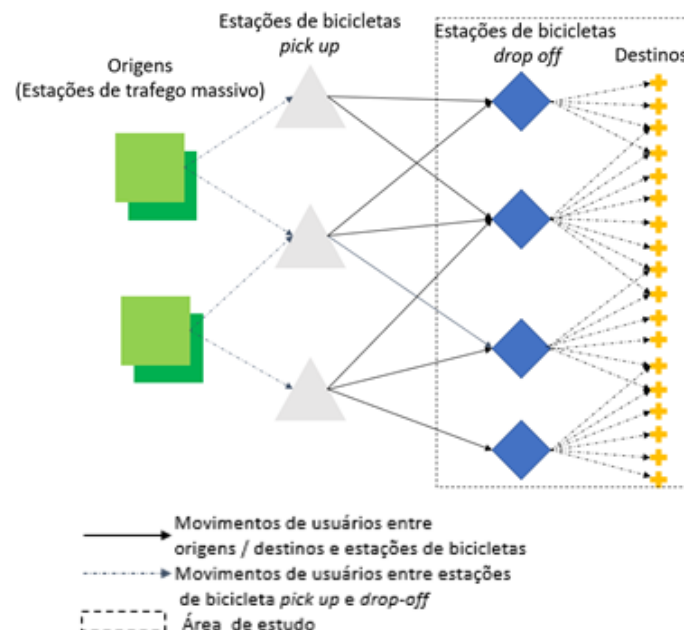 Estações de bicicletas
pick up
Origens
(Estações de trafego massivo)
Estações de bicicletas
drop off
Destinos
Movimentos de usuários entre
origens / destinos e estações de bicicletas
Movimentos de usuários entre estações
de bicicleta pick up e drop-off
Área de estudo